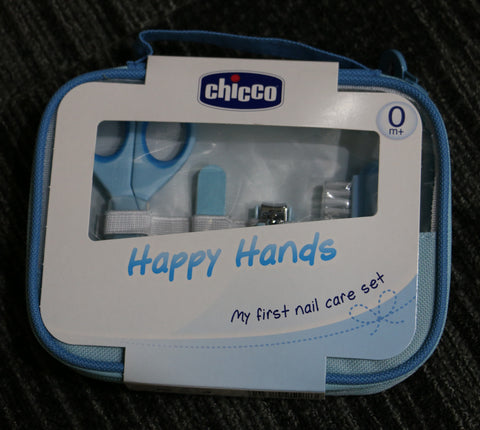 chicco
0
m+
Happy Hands
My first nail care set